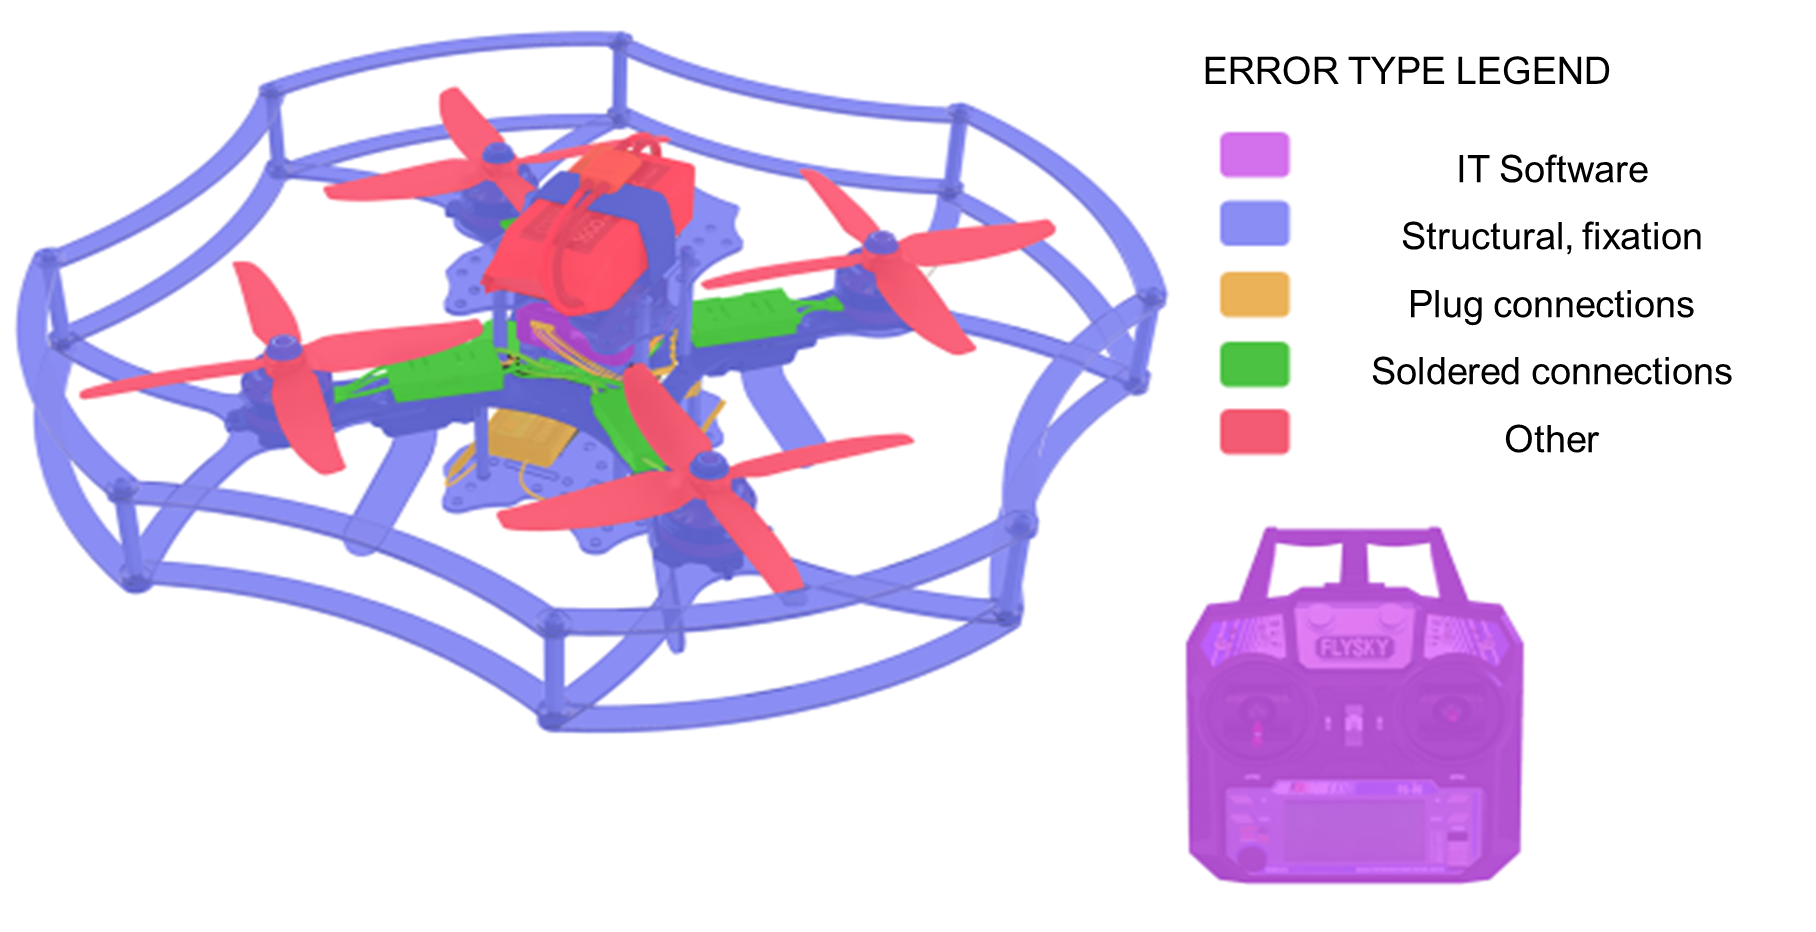 ERROR TYPE LEGEND
IT Software
Structural, fixation
Plug connections
Soldered connections
Other
FLYSKY